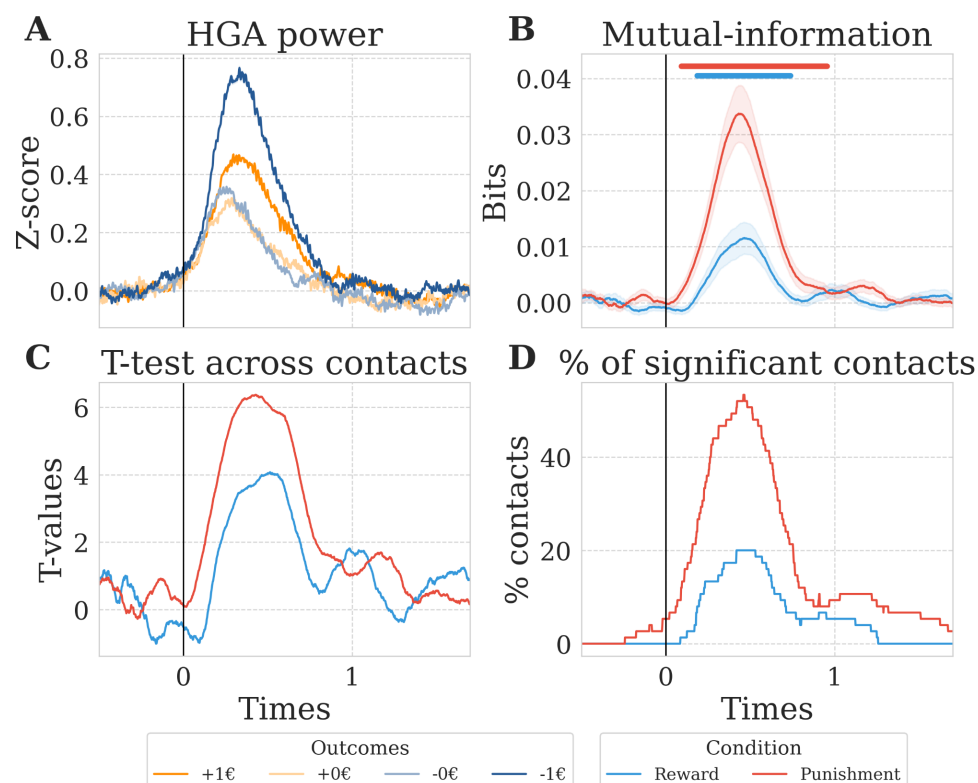 A HGA power
0.8
0.6
0.4
0.2
0.0
Z-score
B Mutual-information
0.04
0.03
0.02
0.01
0.00
Bits
C T-test across contacts
6
4
2
0
T-values
0 1
Times
D % of significant contacts
40
20
0
% contacts
0 1
Times
Outcomes
+1€ +0€ -0€ -1€
Condition
Reward Punishment